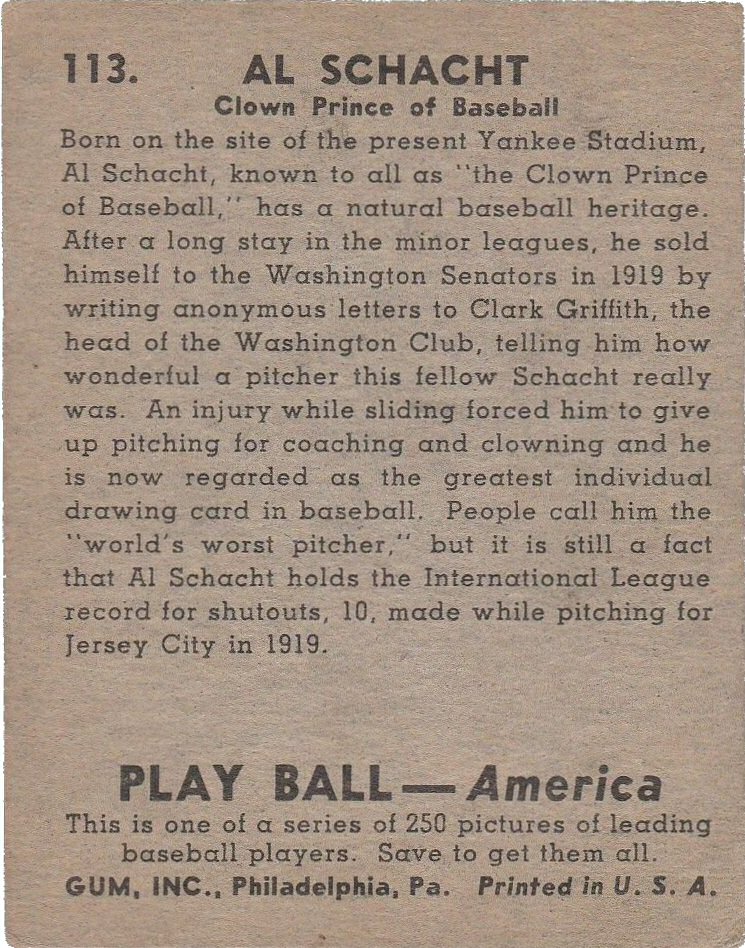 113. AL SCHACHT
Clown Prince of Baseball
Born on the site of the present Yankee Stadium,
Al Schacht, known to all as "the Clown Prince
of Baseball," has a natural baseball heritage.
After a long stay in the minor leagues, he sold
himself to the Washington Senators in 1919 by
writing anonymous letters to Clark Griffith, the
head of the Washington Club, telling him how
wonderful a pitcher this fellow Schacht really
was. An injury while sliding forced him to give
up pitching for coaching and clowning and he
is now regarded as the greatest individual
drawing card in baseball. People call him the
"world's worst pitcher," but it is still a fact
that Al Schacht holds the International League
record for shutouts, 10, made while pitching for
Jersey City in 1919.
PLAY BALL—America
This is one of a series of 250 pictures of leading
baseball players. Save to get them all.
GUM, INC., Philadelphia, Pa. Printed in U. S. A.